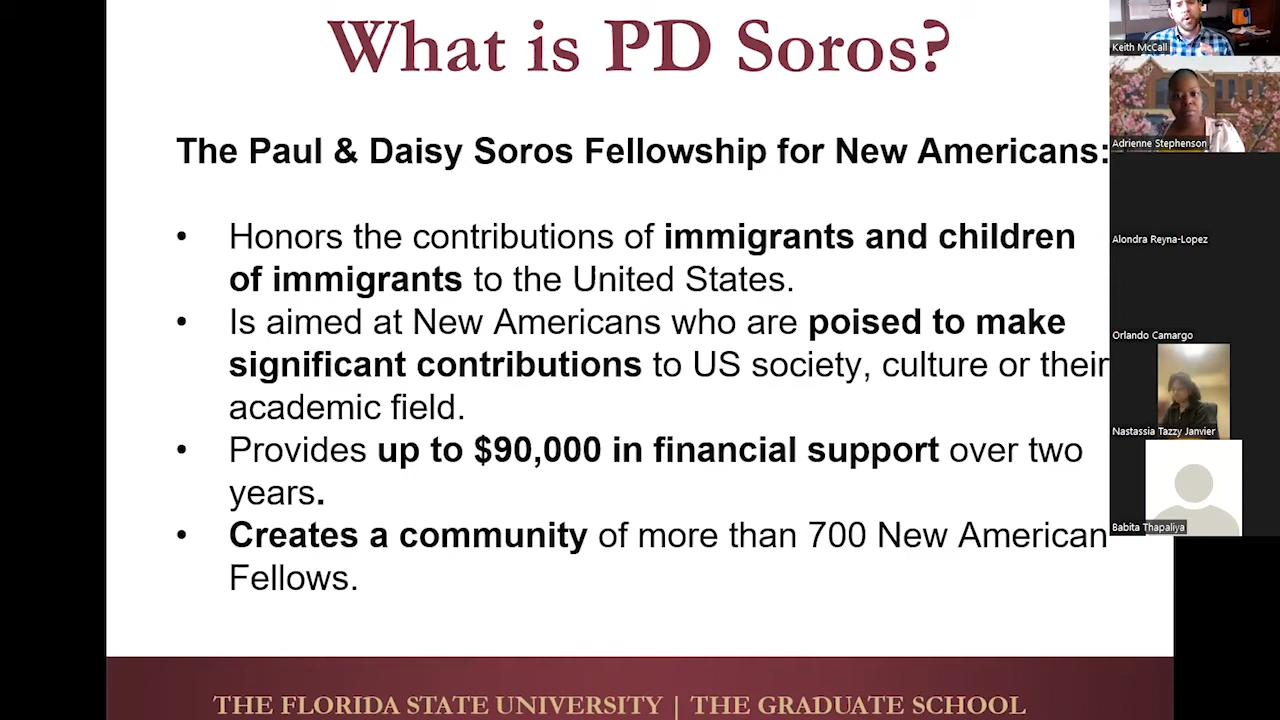 What is PD Soros?
The Paul & Daisy Soros Fellowship for New Americans:
• Honors the contributions of immigrants and children
of immigrants to the United States.
• Is aimed at New Americans who are poised to make
significant contributions to US society, culture or their
academic field.
• Provides up to $90,000 in financial support over two
years.
• Creates a community of more than 700 New American
Fellows.
THE FLORIDA STATE UNIVERSITY | THE GRADUATE SCHOOL
Keith McCall
Adrienne Stephenson
Alondra Reyna-Lopez
Orlando Camargo
Nastassia Tazzy Janvier
Babita Thapaliya